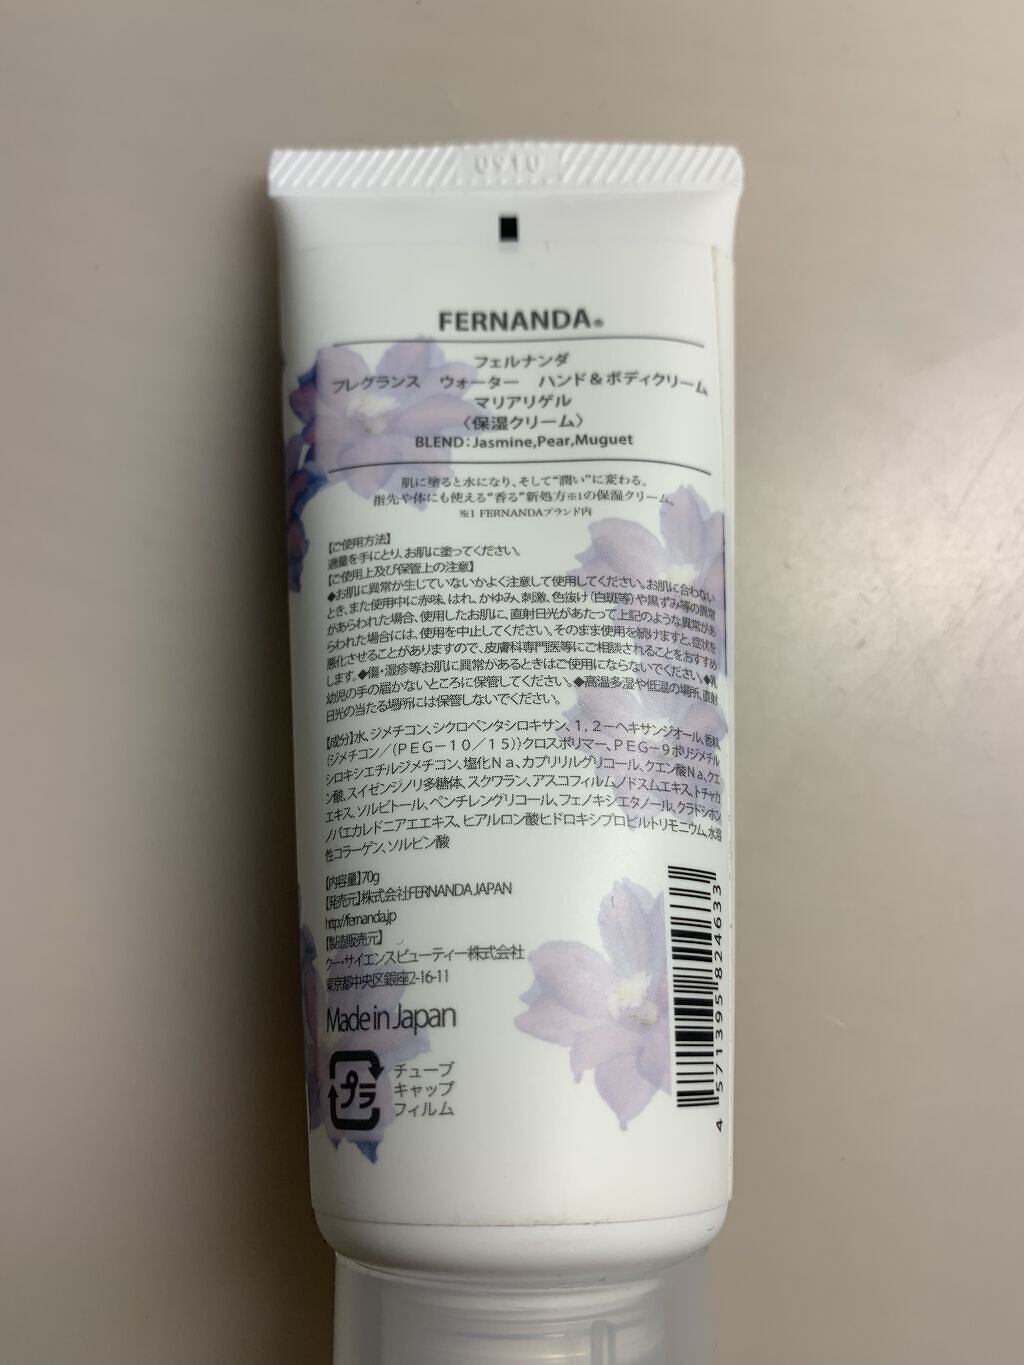 0910
FERNANDA®
フェルナンダ
フレグランス　ウォーター　ハンド＆ボディクリーム
マリアリゲル
〈保湿クリーム〉
BLEND:Jasmine,Pear,Muguet
肌に塗ると水になり、そして“潤い”に変わる。
指先や体にも使える“香る”新処方※1の保湿クリーム。
※1 FERNANDAブランド内
【ご使用方法】
適量を手にとり、お肌に塗ってください。
【ご使用上及び保管上の注意】
◆お肌に異常が生じていないかよく注意して使用してください。お肌に合わない
とき、また使用中に赤味、はれ、かゆみ、刺激、色抜け（白斑等）や黒ずみ等の異常
があらわれた場合、使用したお肌に、直射日光があたって上記のような異常があ
らわれた場合には、使用を中止してください。そのまま使用を続けますと、症状を
悪化させることがありますので、皮膚科専門医等にご相談されることをおすすめ
します。◆傷・湿疹等お肌に異常があるときはご使用にならないでください。◆乳
幼児の手の届かないところに保管してください。◆高温多湿や低温の場所、直射
日光の当たる場所には保管しないでください。
【成分】水、ジメチコン、シクロペンタシロキサン、１，２－ヘキサンジオール、香料、
（ジメチコン／（ＰＥＧ－１０／１５））クロスポリマー、ＰＥＧ－９ポリジメチル
シロキシエチルジメチコン、塩化Ｎａ、カプリリルグリコール、クエン酸Ｎａ、クエ
ン酸、スイゼンジノリ多糖体、スクワラン、アスコフィルムノドスムエキス、トチャカ
エキス、ソルビトール、ペンチレングリコール、フェノキシエタノール、クラドシホン
ノバエカレドニアエエキス、ヒアルロン酸ヒドロキシプロピルトリモニウム、水溶
性コラーゲン、ソルビン酸
【内容量】70g
【発売元】株式会社FERNANDA JAPAN
http://fernanda.jp
【製造販売元】
クー・サイエンスビューティー株式会社
東京都中央区銀座2-16-11
Made in Japan
プラ
チューブ
キャップ
フィルム
4 571395 824633